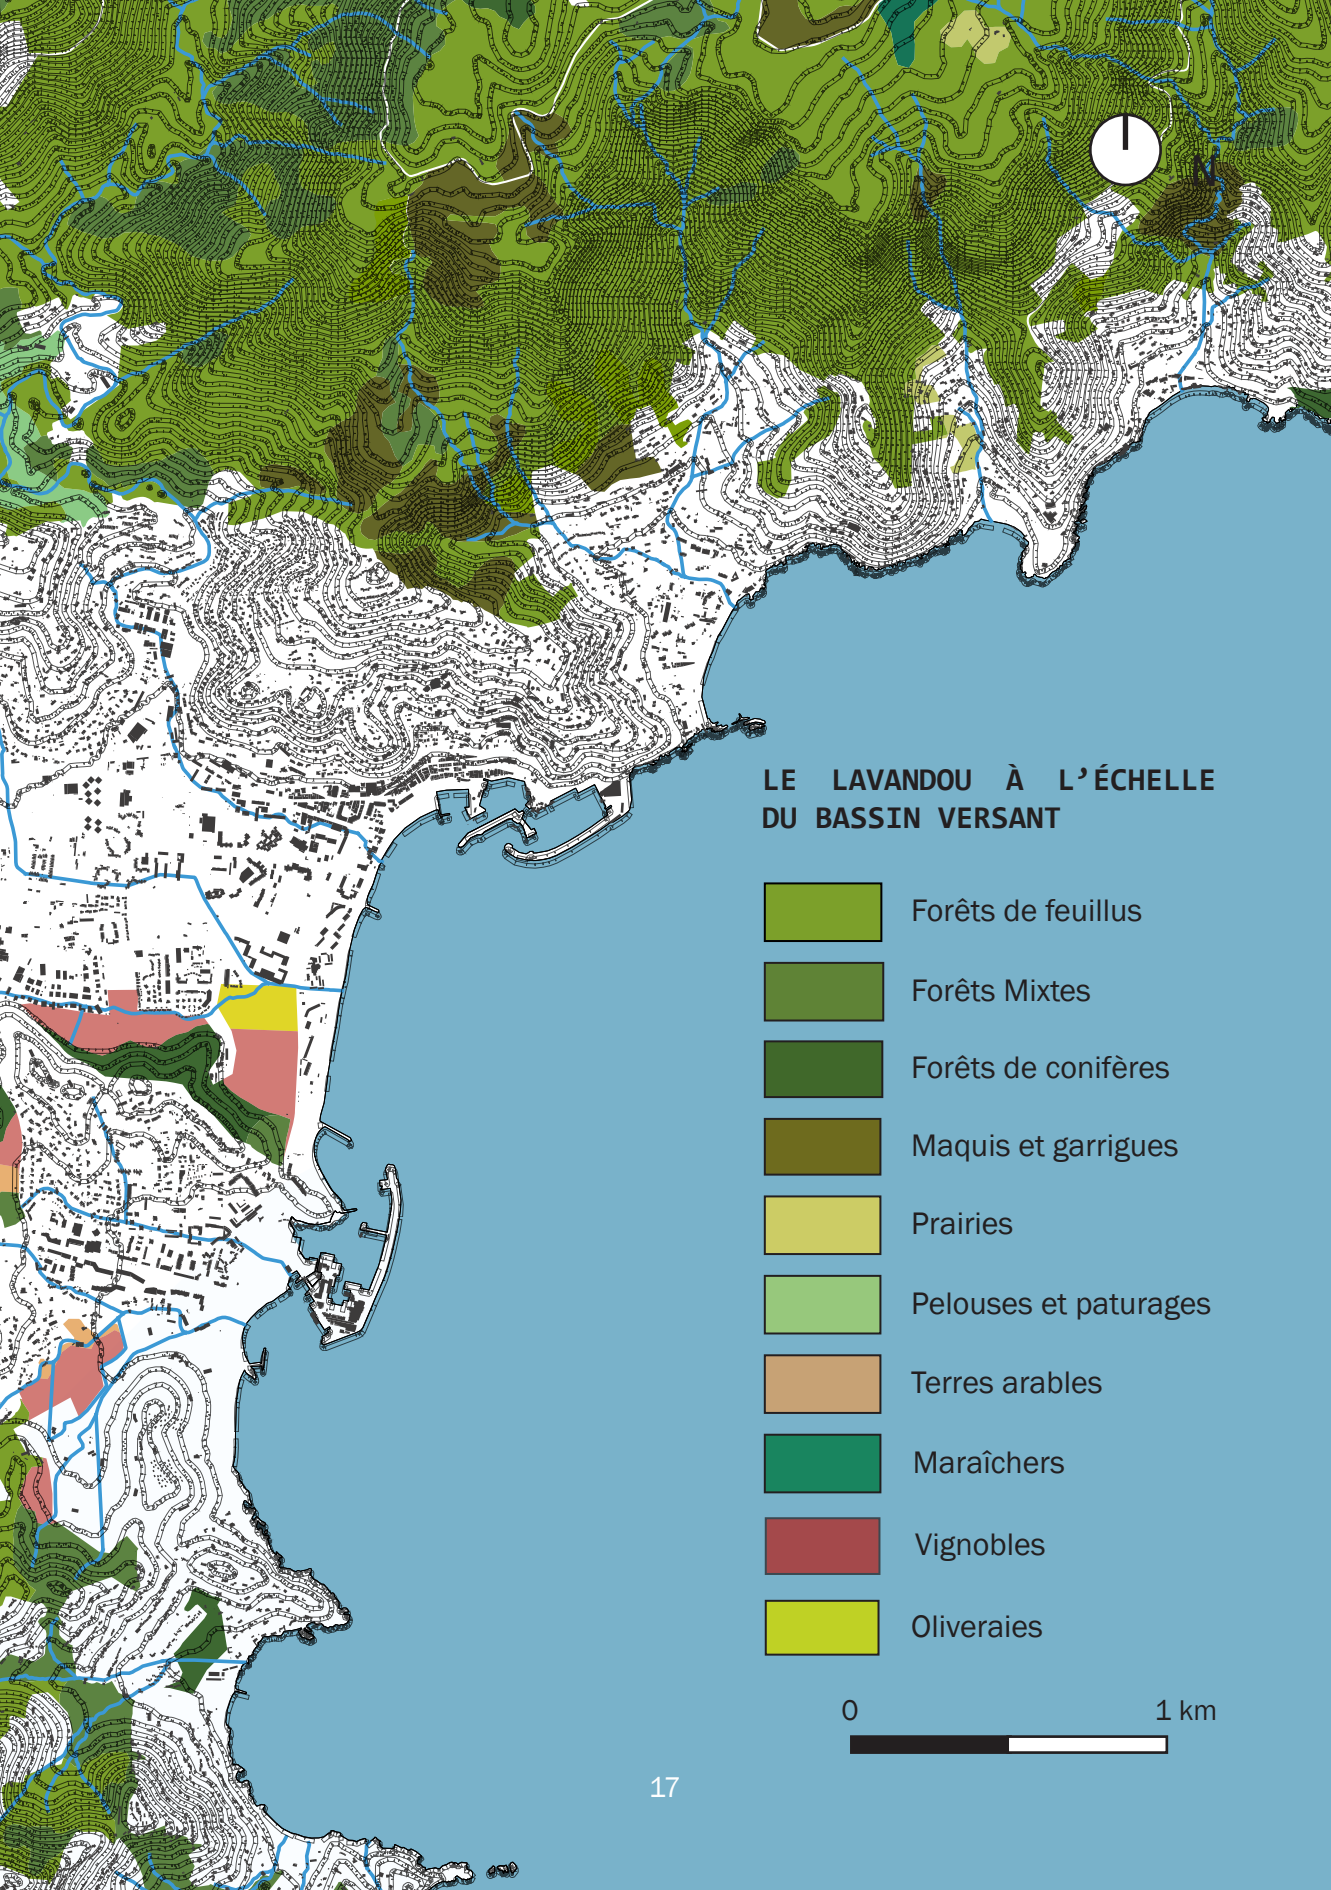 N
LE LAVANDOU À L’ÉCHELLE
DU BASSIN VERSANT
Forêts de feuillus
Forêts Mixtes
Forêts de conifères
Maquis et garrigues
Prairies
Pelouses et paturages
Terres arables
Maraîchers
Vignobles
Oliveraies
0 1 km
17